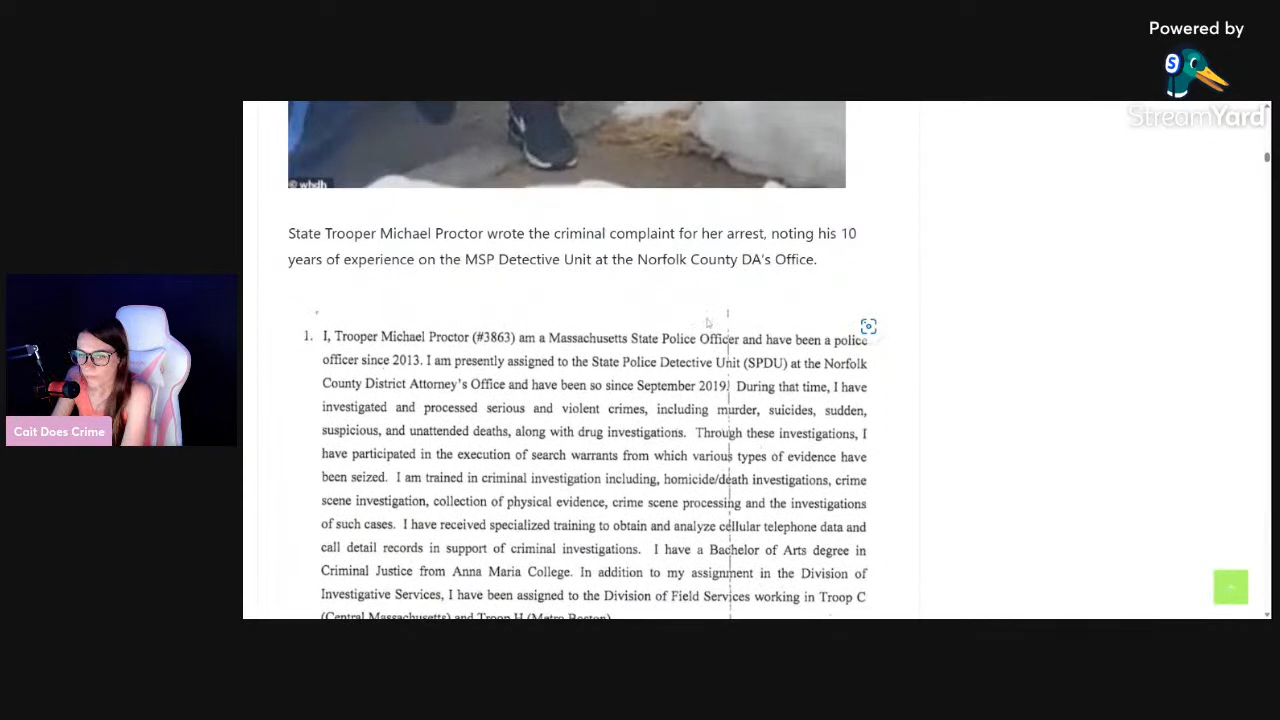 Powered by
S
StreamYard
© whdh
State Trooper Michael Proctor wrote the criminal complaint for her arrest, noting his 10
years of experience on the MSP Detective Unit at the Norfolk County DA's Office.
1. I, Trooper Michael Proctor (#3863) am a Massachusetts State Police Officer and have been a police
officer since 2013. I am presently assigned to the State Police Detective Unit (SPDU) at the Norfolk
County District Attorney's Office and have been so since September 2019. During that time, I have
investigated and processed serious and violent crimes, including murder, suicides, sudden,
suspicious, and unattended deaths, along with drug investigations. Through these investigations, I
have participated in the execution of search warrants from which various types of evidence have
been seized. I am trained in criminal investigation including, homicide/death investigations, crime
scene investigation, collection of physical evidence, crime scene processing and the investigations
of such cases. I have received specialized training to obtain and analyze cellular telephone data and
call detail records in support of criminal investigations. I have a Bachelor of Arts degree in
Criminal Justice from Anna Maria College. In addition to my assignment in the Division of
Investigative Services, I have been assigned to the Division of Field Services working in Troop C
(Central Massachusetts) and Troop H (Metro Boston)
Cait Does Crime